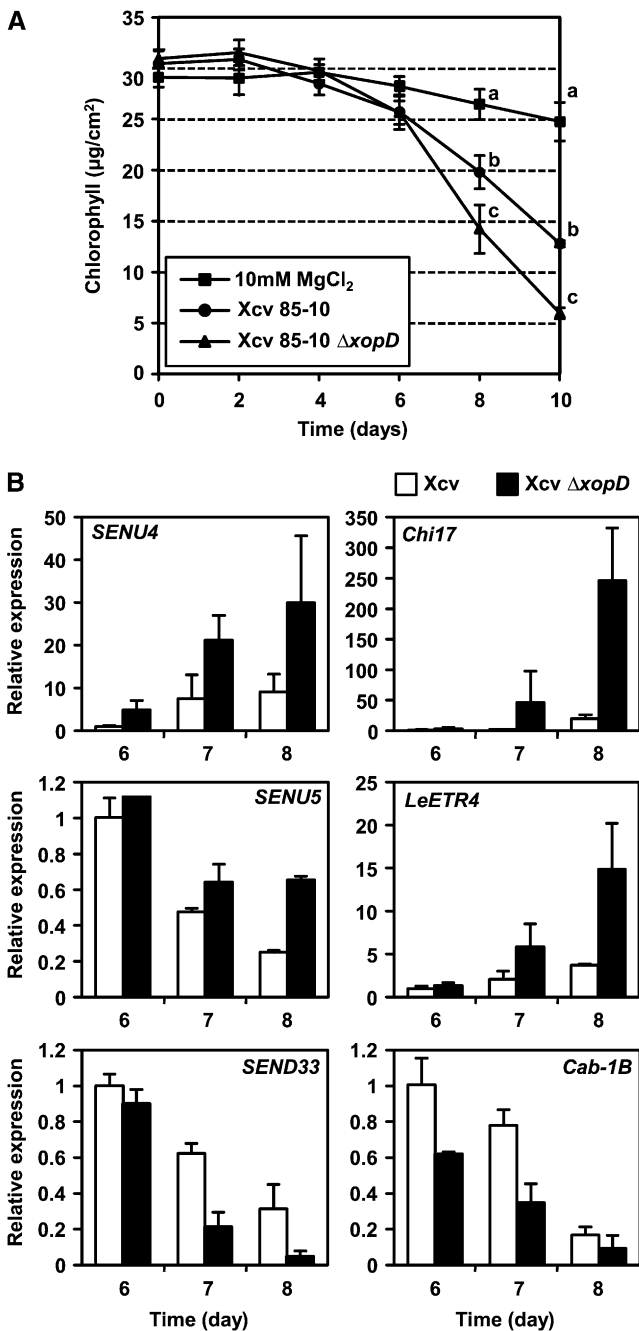 A
Chlorophyll (µg/cm²)
35
30
25
20
15
10
5
0
a
a
b
b
c
c
10mM MgCl₂
Xcv 85-10
Xcv 85-10 ΔxopD
0 2 4 6 8 10
Time (days)
B
Xcv
Xcv ΔxopD
Relative expression
50
40
30
20
10
0
SENU4
6 7 8
350
300
250
200
150
100
50
0
Chi17
6 7 8
Relative expression
1.2
1
0.8
0.6
0.4
0.2
0
SENU5
6 7 8
25
20
15
10
5
0
LeETR4
6 7 8
Relative expression
1.2
1
0.8
0.6
0.4
0.2
0
SEND33
6 7 8
Time (day)
1.2
1
0.8
0.6
0.4
0.2
0
Cab-1B
6 7 8
Time (day)